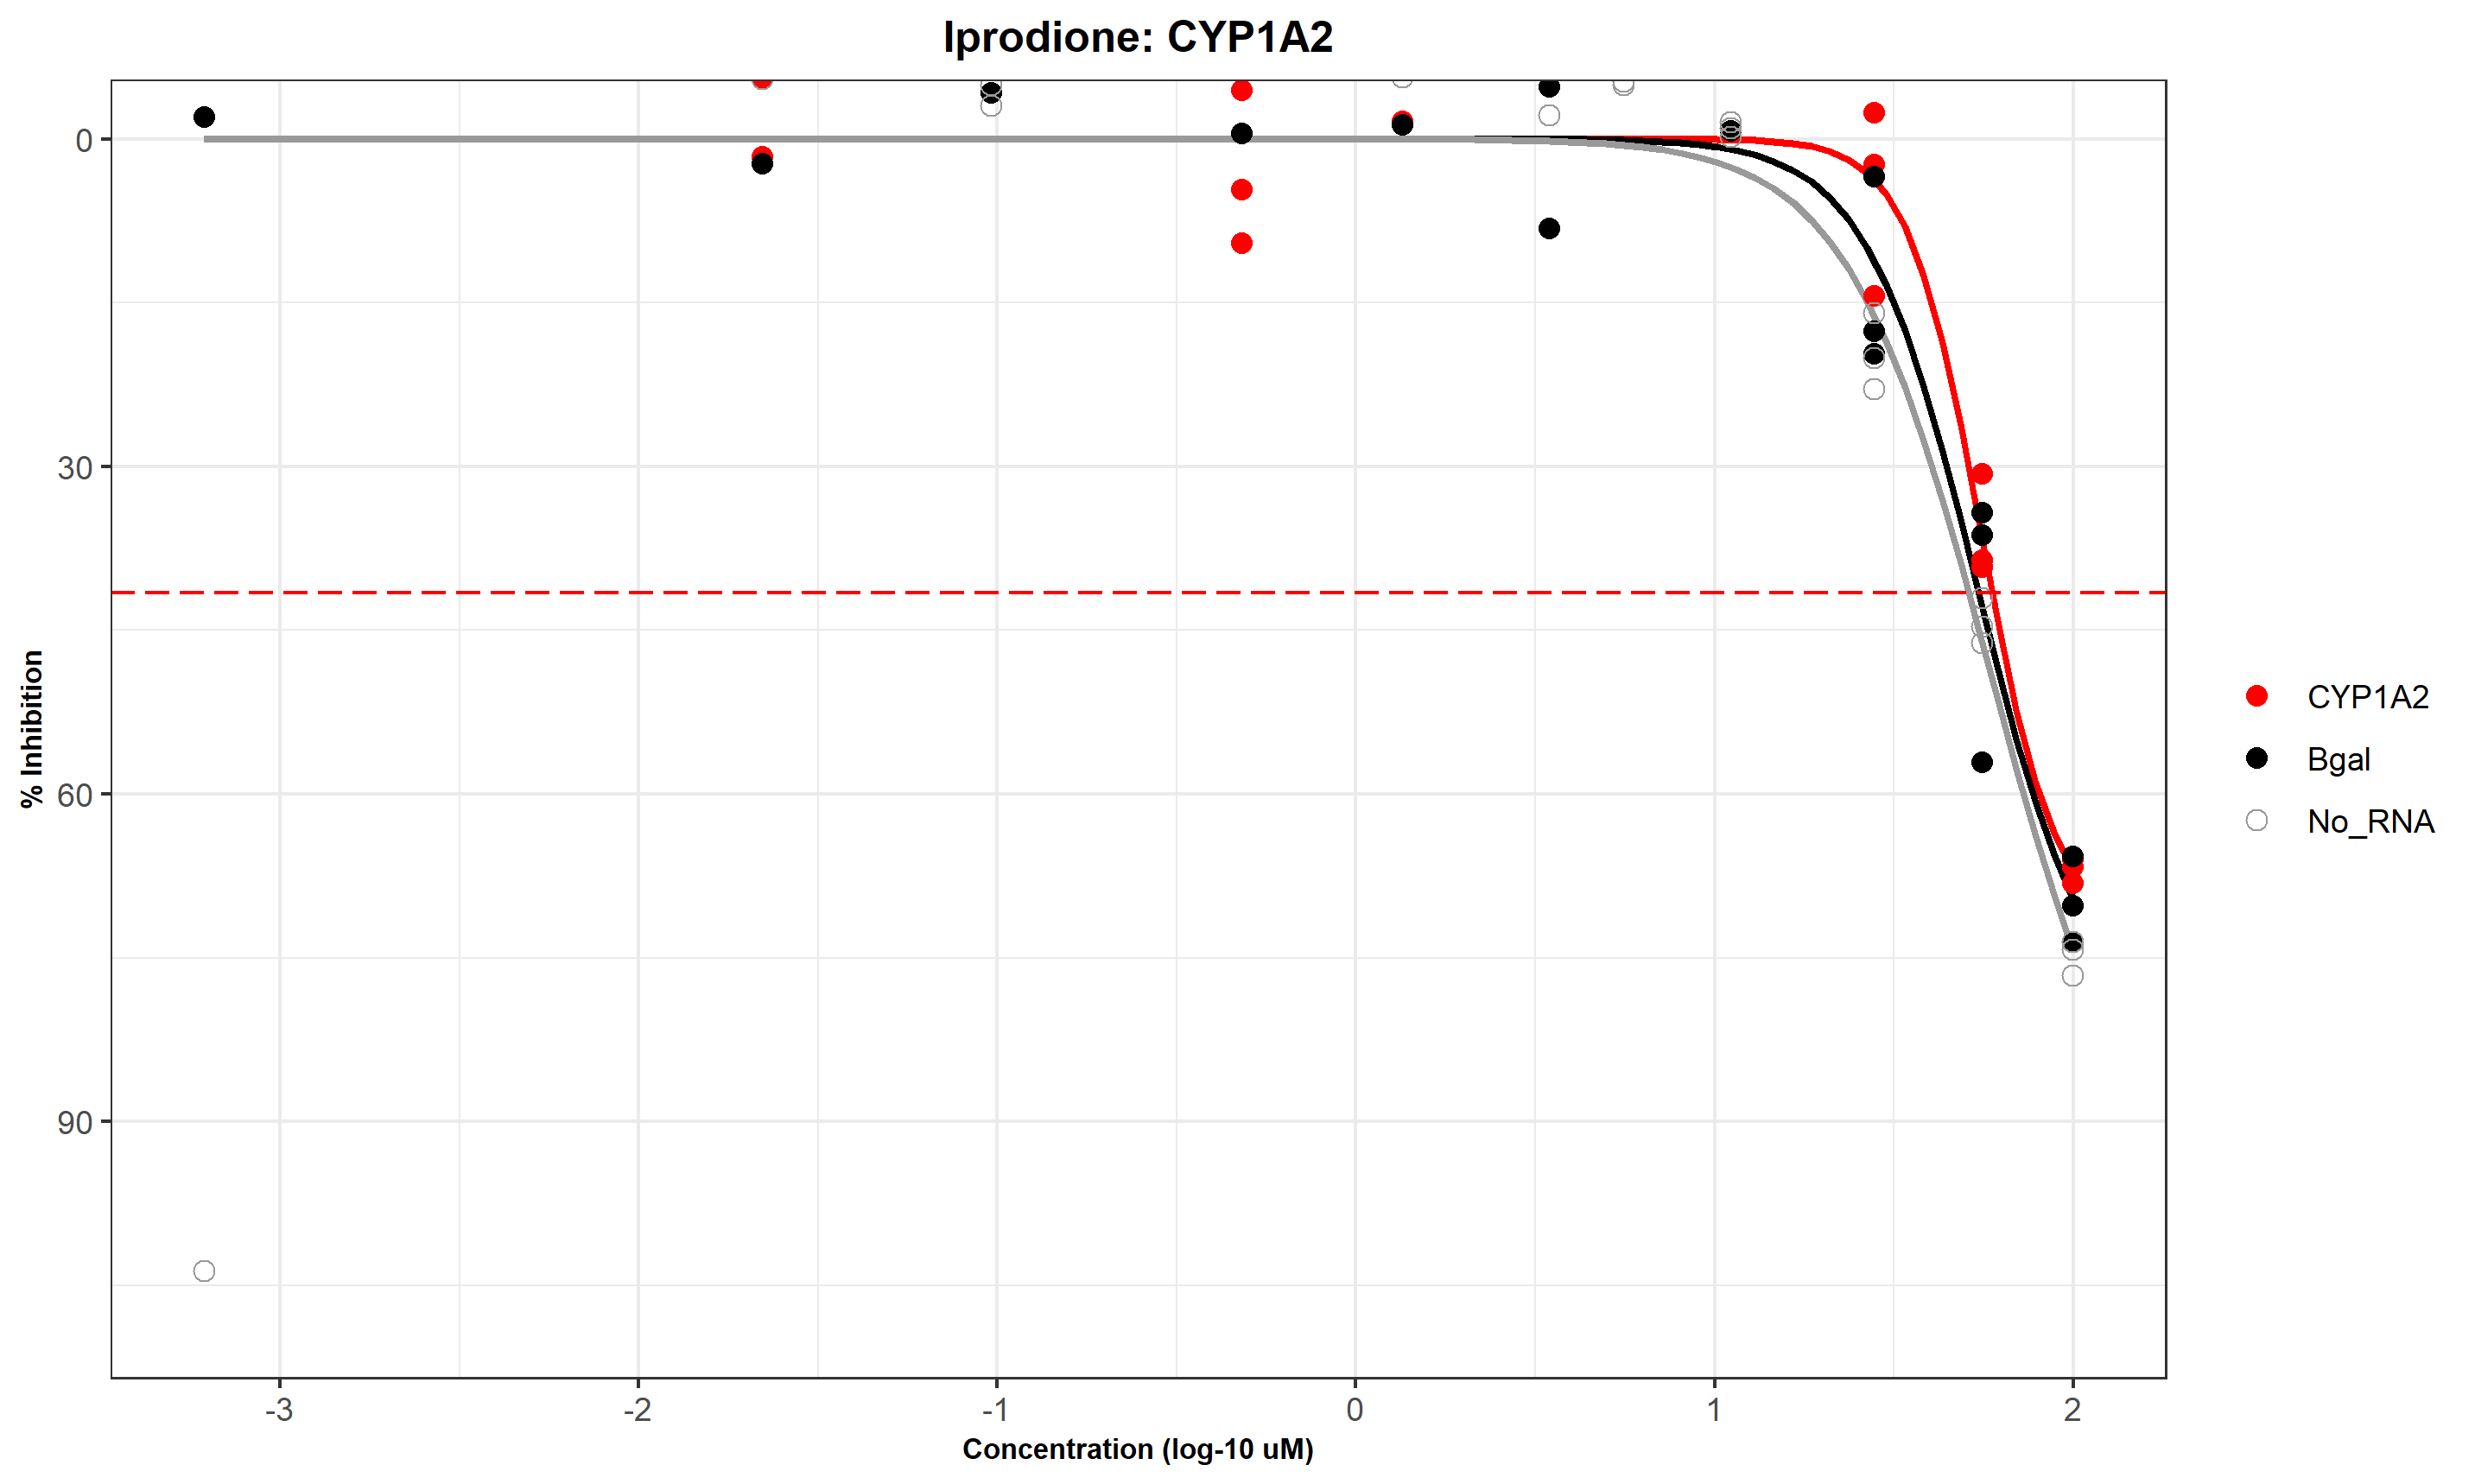 Iprodione: CYP1A2
% Inhibition
0
30
60
90
-3
-2
-1
0
1
2
Concentration (log-10 uM)
CYP1A2
Bgal
No_RNA